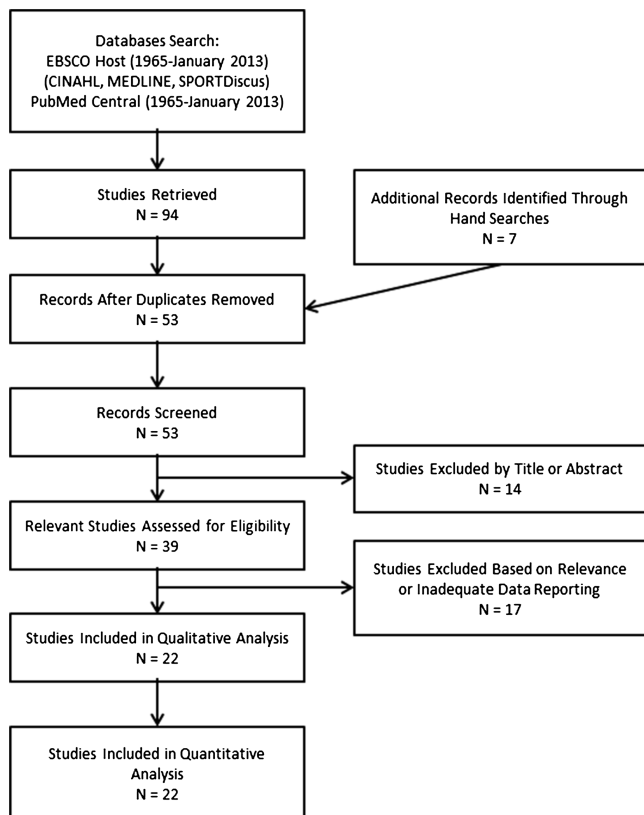 Databases Search:
EBSCO Host (1965-January 2013)
(CINAHL, MEDLINE, SPORTDiscus)
PubMed Central (1965-January 2013)
Studies Retrieved
N = 94
Additional Records Identified Through
Hand Searches
N = 7
Records After Duplicates Removed
N = 53
Records Screened
N = 53
Studies Excluded by Title or Abstract
N = 14
Relevant Studies Assessed for Eligibility
N = 39
Studies Excluded Based on Relevance
or Inadequate Data Reporting
N = 17
Studies Included in Qualitative Analysis
N = 22
Studies Included in Quantitative
Analysis
N = 22